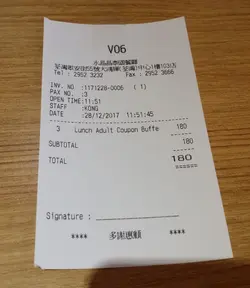 V06
Tel : 2952 3232 Fax : 2952 3666
INV. NO. :1171228-0006 (1)
PAX NO. :3
OPEN TIME:11:51
STAFF :KONG
DATE :28/12/2017 11:51:45
3 Lunch Adult Coupon Buffe 180
SUBTOTAL 180
TOTAL 180
Signature :
**** 多謝惠顧 ****